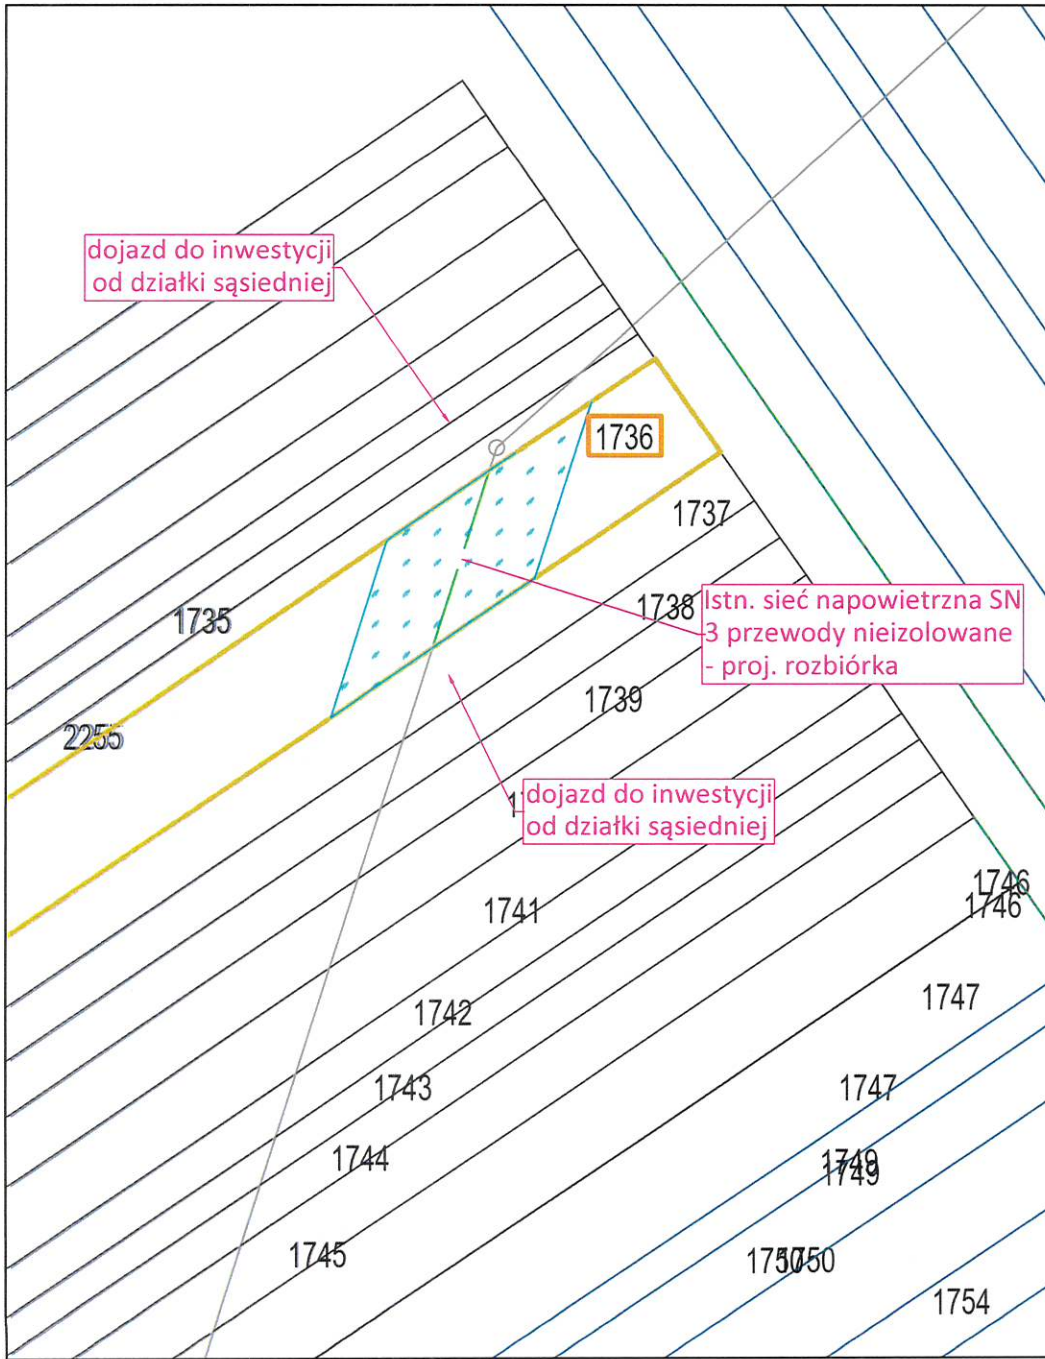 dojazd do inwestycji
od działki sąsiedniej
1736
1737
Istn. sieć napowietrzna SN
3 przewody nieizolowane
- proj. rozbiórka
1738
1735
1739
2255
dojazd do inwestycji
od działki sąsiedniej
1746
1746
1741
1747
1742
1747
1743
1749
1749
1744
1745
1750
1750
1754